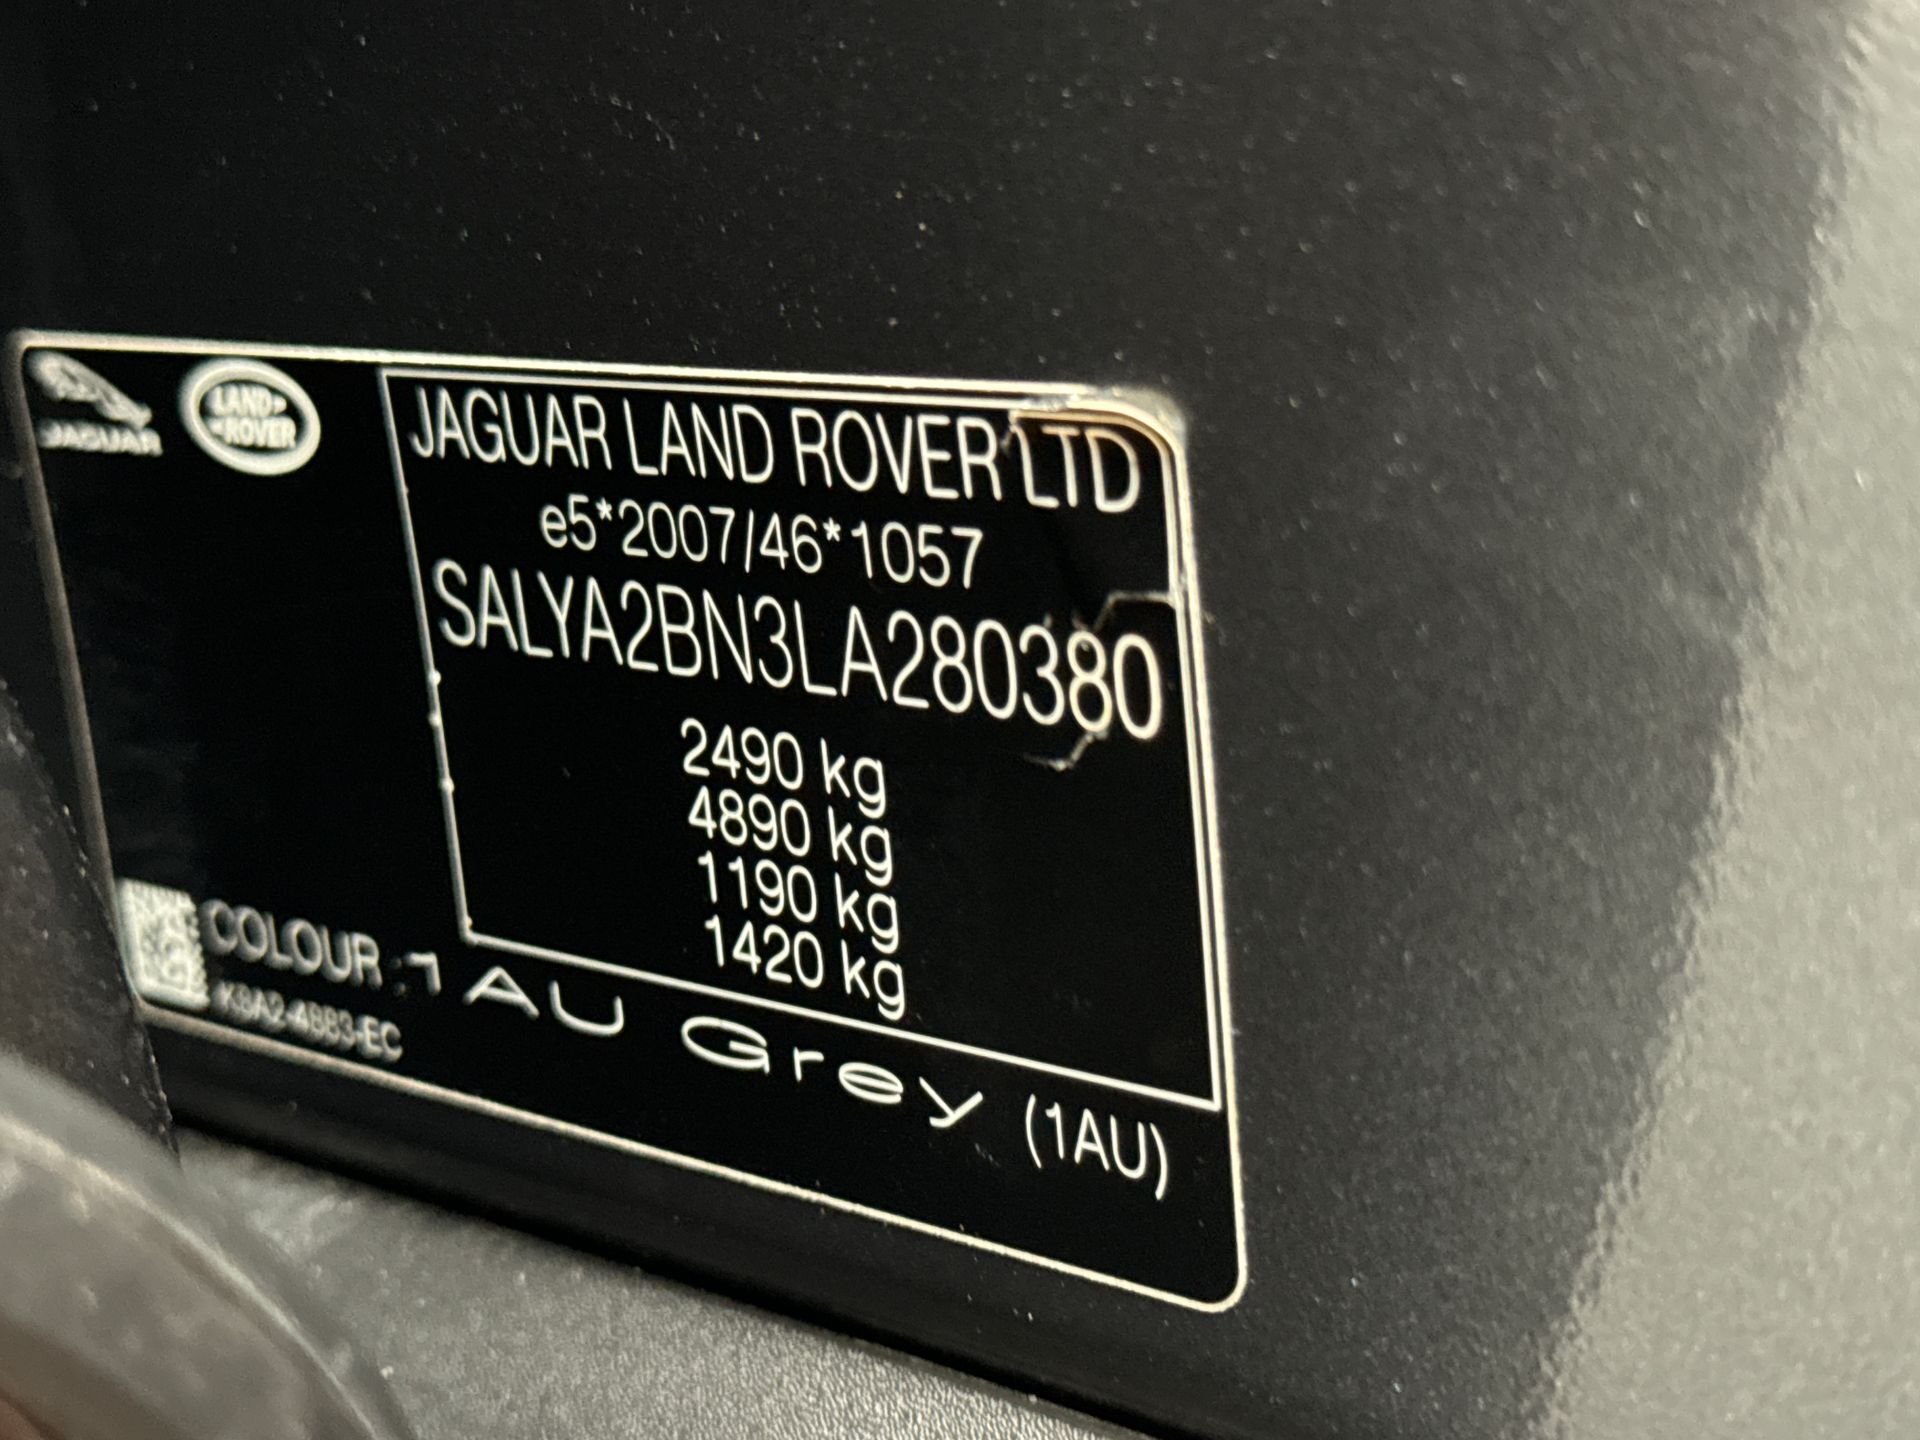 JAGUAR
LAND
ROVER
JAGUAR LAND ROVER LTD
e5*2007/46*1057
SALYA2BN3LA280380
2490 kg
4890 kg
1190 kg
1420 kg
COLOUR : 1AU Grey (1AU)
K8A2-4BB3-EC